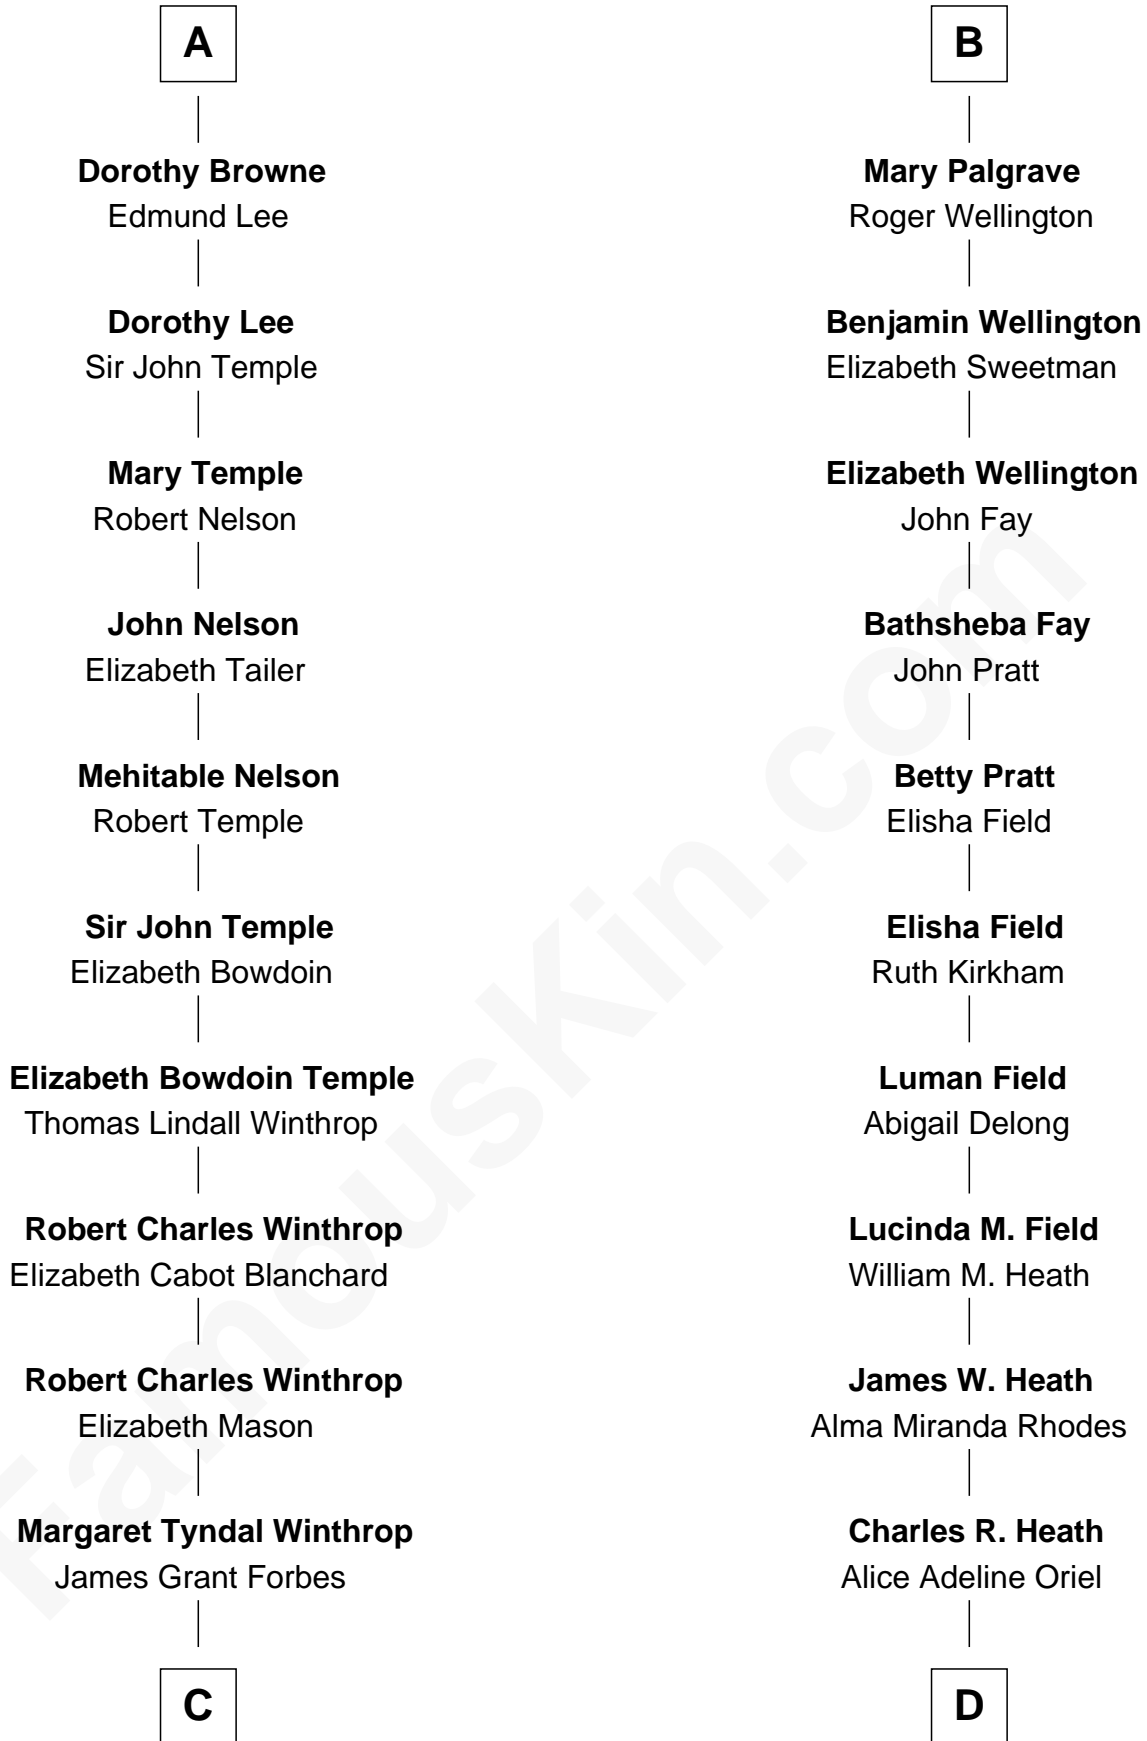 A
Dorothy Browne
Edmund Lee
Dorothy Lee
Sir John Temple
Mary Temple
Robert Nelson
John Nelson
Elizabeth Tailer
Mehitable Nelson
Robert Temple
Sir John Temple
Elizabeth Bowdoin
Elizabeth Bowdoin Temple
Thomas Lindall Winthrop
Robert Charles Winthrop
Elizabeth Cabot Blanchard
Robert Charles Winthrop
Elizabeth Mason
Margaret Tyndal Winthrop
James Grant Forbes
C
B
Mary Palgrave
Roger Wellington
Benjamin Wellington
Elizabeth Sweetman
Elizabeth Wellington
John Fay
Bathsheba Fay
John Pratt
Betty Pratt
Elisha Field
Elisha Field
Ruth Kirkham
Luman Field
Abigail Delong
Lucinda M. Field
William M. Heath
James W. Heath
Alma Miranda Rhodes
Charles R. Heath
Alice Adeline Oriel
D
FamousKin.com